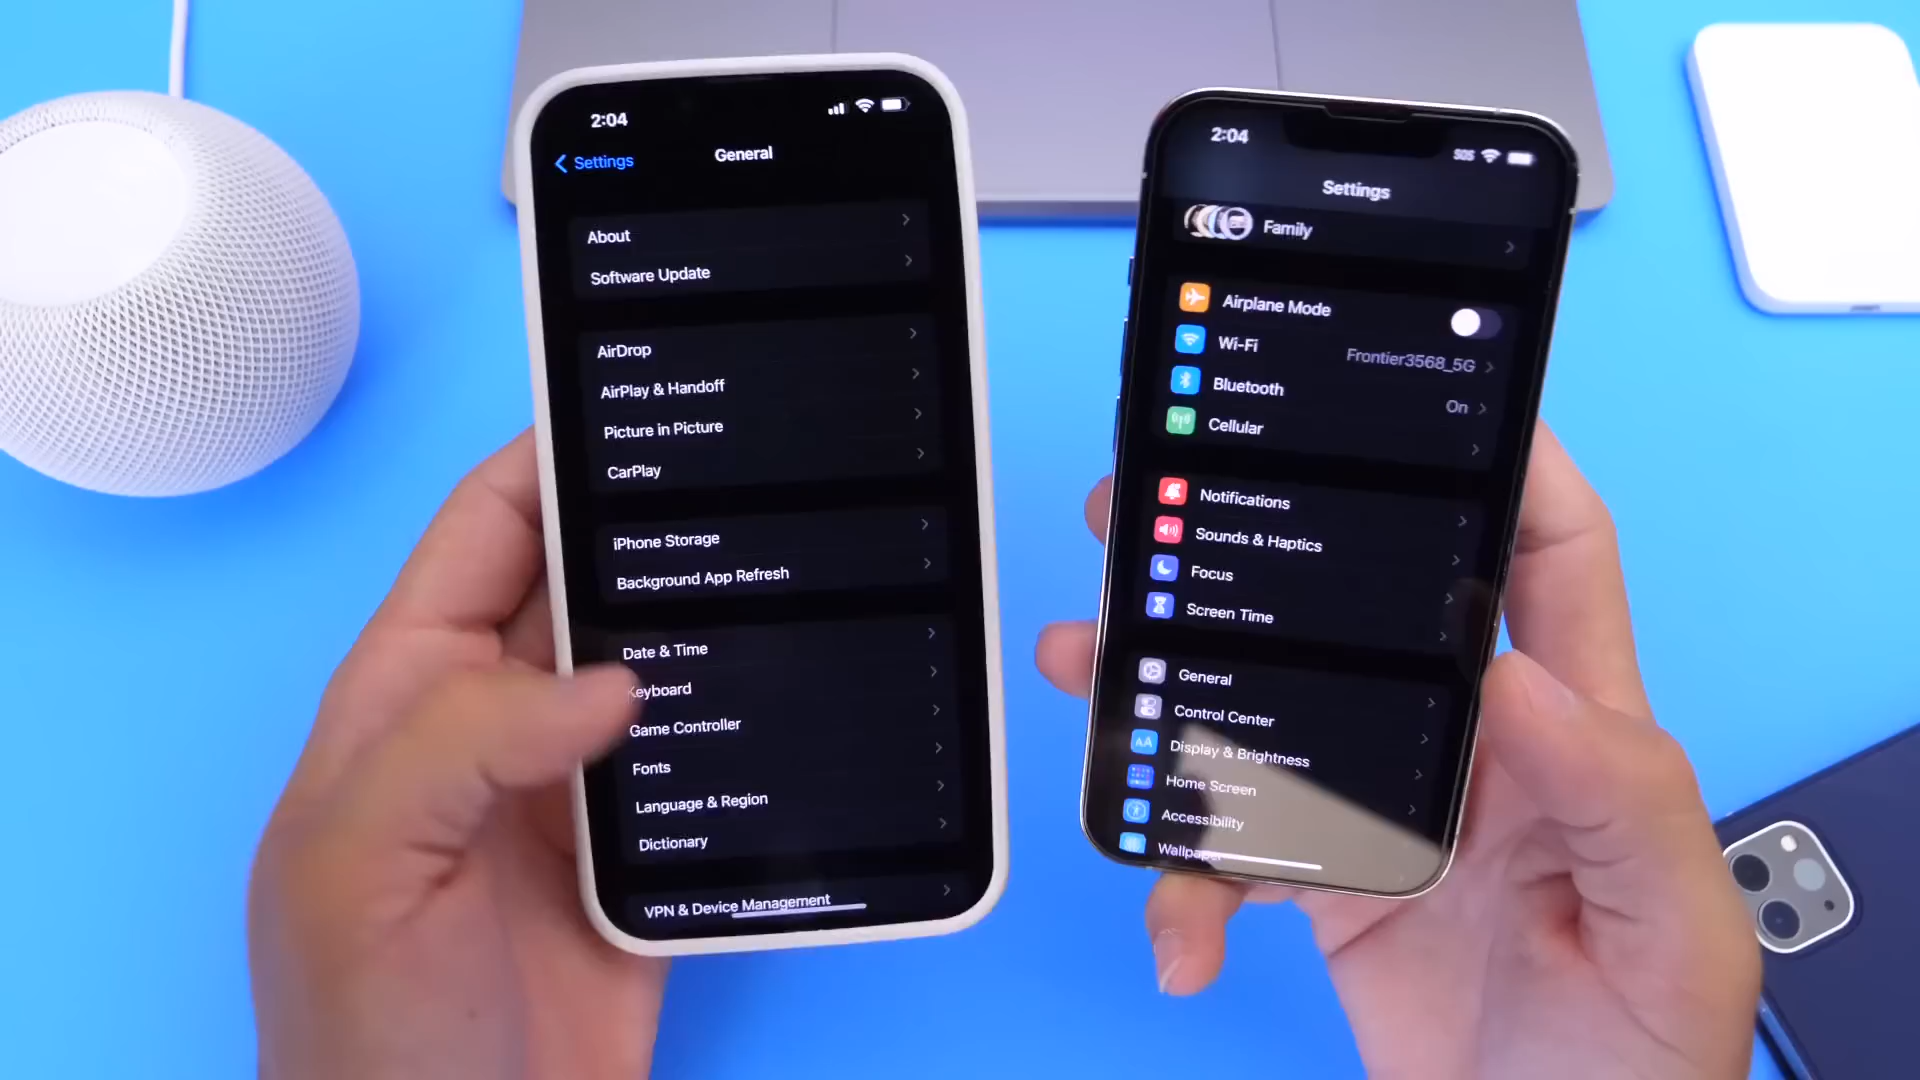 2:04
Settings
General
About
Software Update
AirDrop
AirPlay & Handoff
Picture in Picture
CarPlay
iPhone Storage
Background App Refresh
Date & Time
Keyboard
Game Controller
Fonts
Language & Region
Dictionary
VPN & Device Management
2:04
SOS
Settings
Family
Airplane Mode
Wi-Fi
Frontier3568_5G
Bluetooth
On
Cellular
Notifications
Sounds & Haptics
Focus
Screen Time
General
Control Center
AA
Display & Brightness
Home Screen
Accessibility
Wallpaper